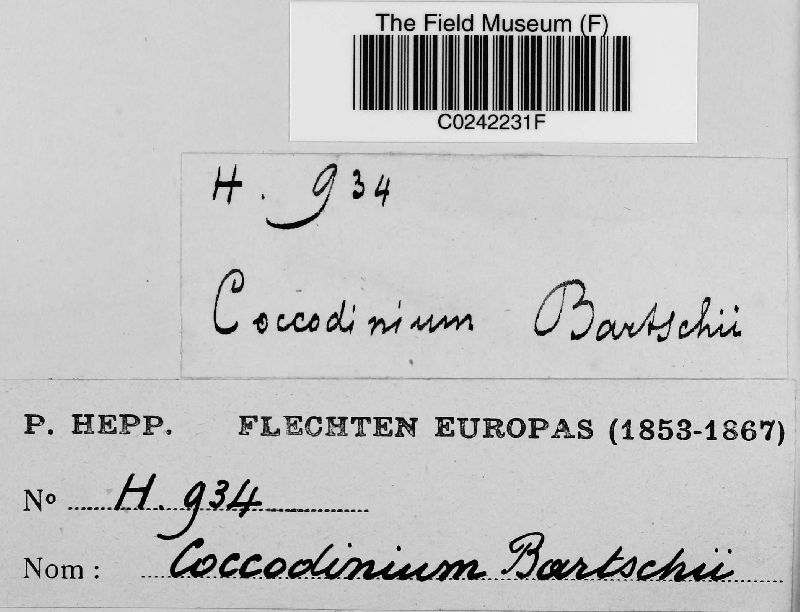 The Field Museum (F)
C0242231F
H. 934
Coccodinium Bartschii
P. HEPP. FLECHTEN EUROPAS (1853-1867)
Nº H. 934
Nom: Coccodinium Bartschii